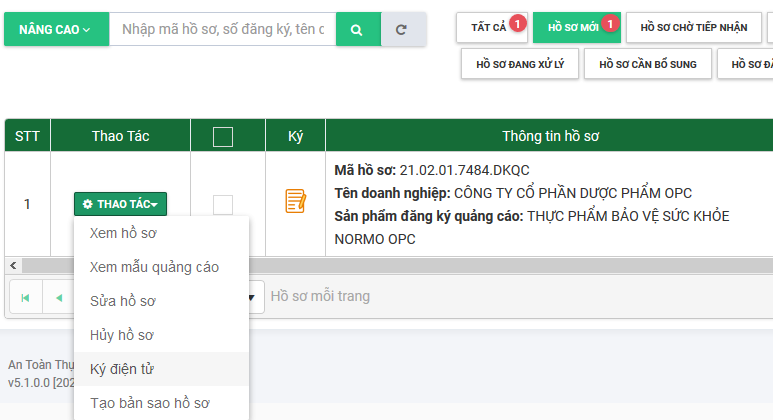 NÂNG CAO
Nhập mã hồ sơ, số đăng ký, tên c
TẤT CẢ 1
HỒ SƠ MỚI 1
HỒ SƠ CHỜ TIẾP NHẬN
HỒ SƠ ĐANG XỬ LÝ
HỒ SƠ CẦN BỔ SUNG
HỒ SƠ
STT Thao Tác Ký Thông tin hồ sơ
1
THAO TÁC
Mã hồ sơ: 21.02.01.7484.DKQC
Tên doanh nghiệp: CÔNG TY CỔ PHẦN DƯỢC PHẨM OPC
Sản phẩm đăng ký quảng cáo: THỰC PHẨM BẢO VỆ SỨC KHỎE
NORMO OPC
Xem hồ sơ
Xem mẫu quảng cáo
Sửa hồ sơ
Hủy hồ sơ
Ký điện tử
Tạo bản sao hồ sơ
Hồ sơ mỗi trang
An Toàn Thự
v5.1.0.0 [202